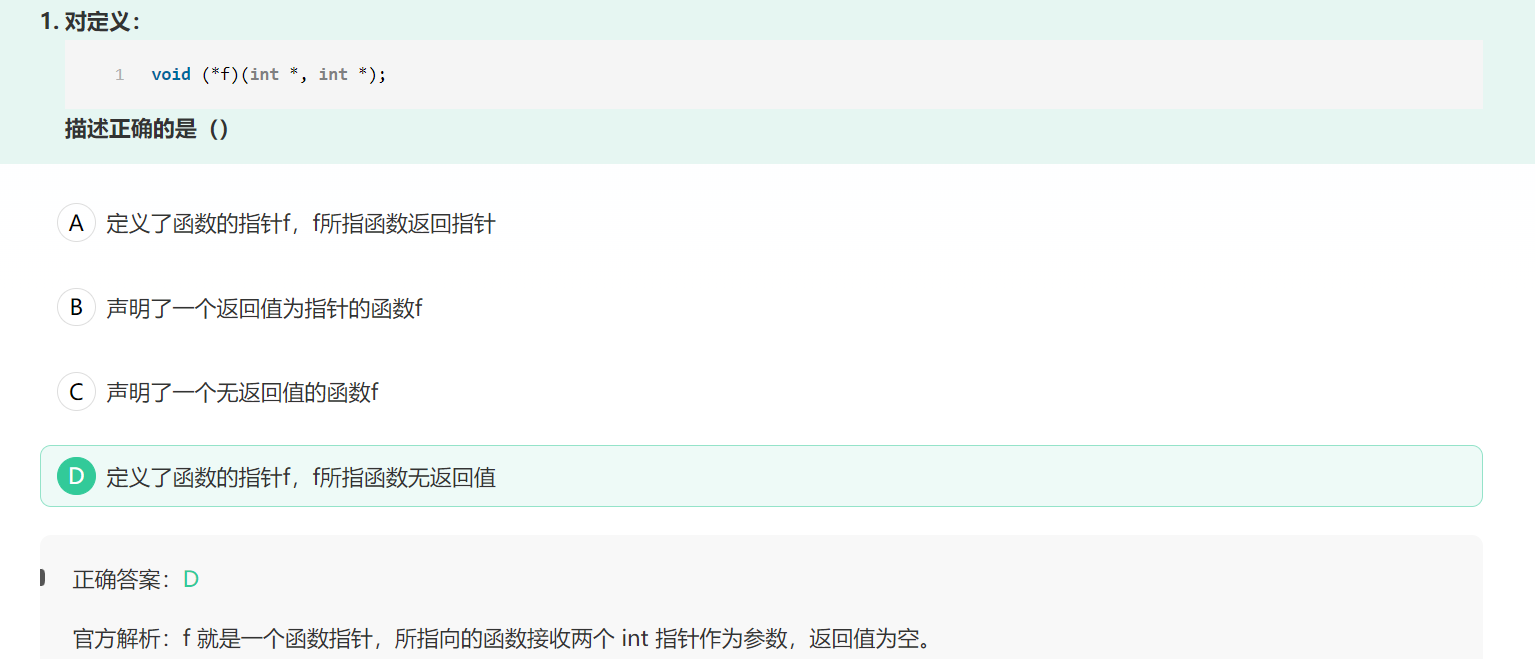 1. 对定义：
1 void (*f)(int *, int *);
描述正确的是（）
A 定义了函数的指针f，f所指函数返回指针
B 声明了一个返回值为指针的函数f
C 声明了一个无返回值的函数f
D 定义了函数的指针f，f所指函数无返回值
正确答案：D
官方解析：f 就是一个函数指针，所指向的函数接收两个 int 指针作为参数，返回值为空。